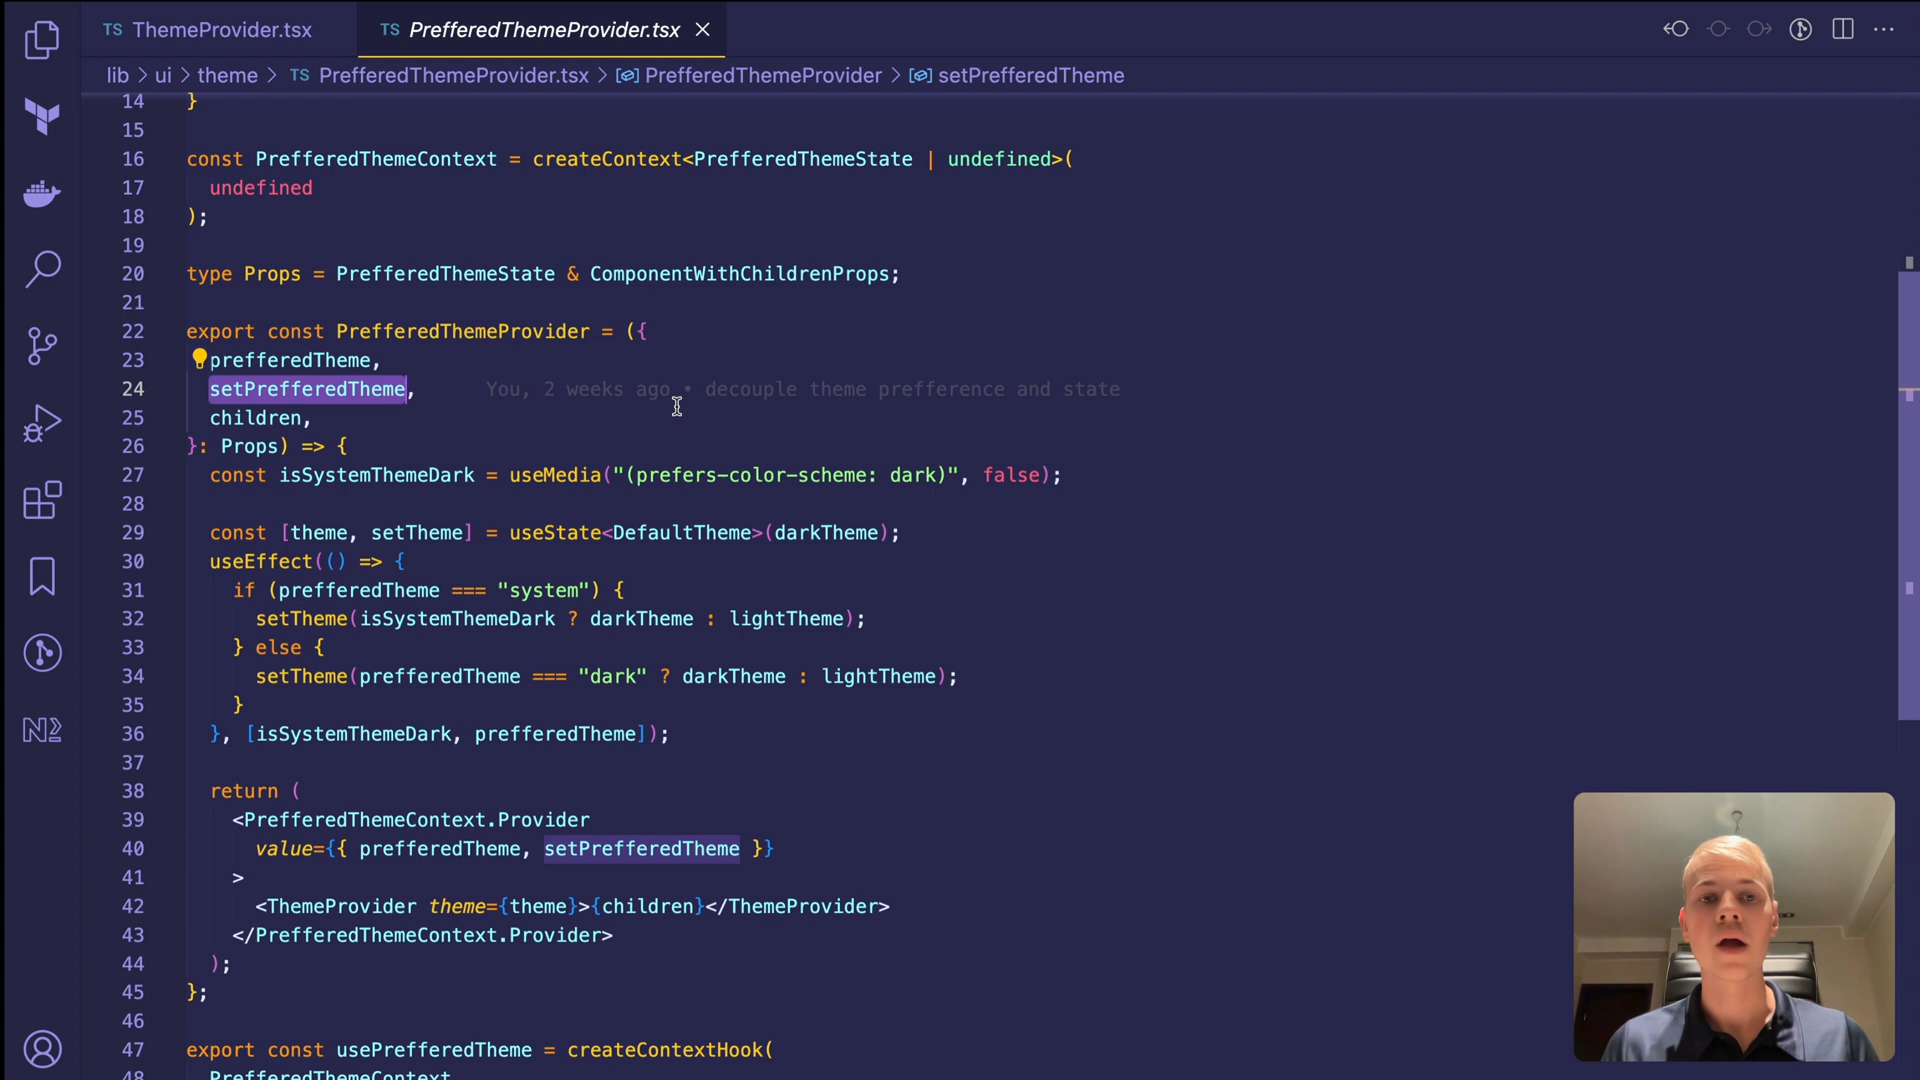 TS ThemeProvider.tsx
TS PrefferedThemeProvider.tsx
lib > ui > theme > TS PrefferedThemeProvider.tsx > PrefferedThemeProvider > setPrefferedTheme
14 }
15
16 const PrefferedThemeContext = createContext<PrefferedThemeState | undefined>(
17 undefined
18 );
19
20 type Props = PrefferedThemeState & ComponentWithChildrenProps;
21
22 export const PrefferedThemeProvider = ({
23 prefferedTheme,
24 setPrefferedTheme, You, 2 weeks ago • decouple theme prefference and state
25 children,
26 }: Props) => {
27 const isSystemThemeDark = useMedia("(prefers-color-scheme: dark)", false);
28
29 const [theme, setTheme] = useState<DefaultTheme>(darkTheme);
30 useEffect(() => {
31 if (prefferedTheme === "system") {
32 setTheme(isSystemThemeDark ? darkTheme : lightTheme);
33 } else {
34 setTheme(prefferedTheme === "dark" ? darkTheme : lightTheme);
35 }
36 }, [isSystemThemeDark, prefferedTheme]);
37
38 return (
39 <PrefferedThemeContext.Provider
40 value={{ prefferedTheme, setPrefferedTheme }}
41 >
42 <ThemeProvider theme={theme}>{children}</ThemeProvider>
43 </PrefferedThemeContext.Provider>
44 );
45 };
46
47 export const usePrefferedTheme = createContextHook(
48 PrefferedThemeContext